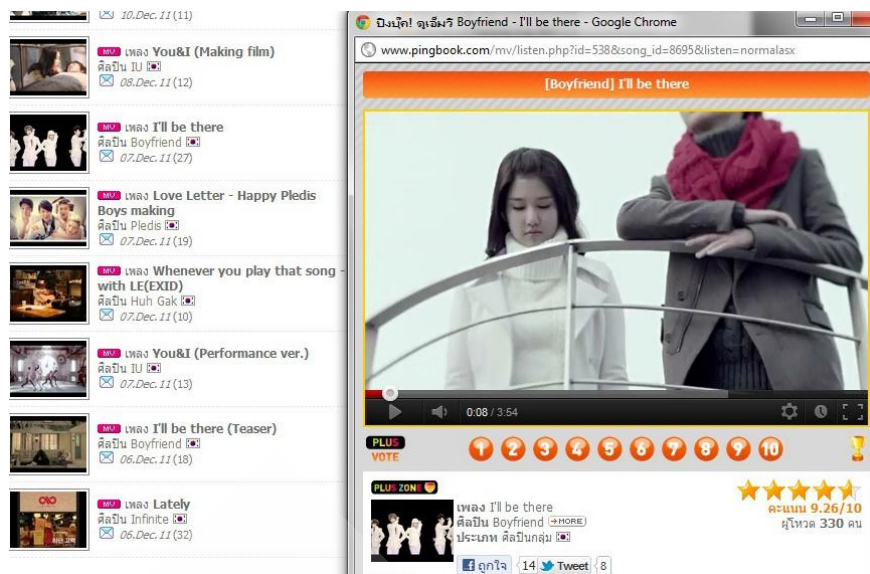 10.Dec.11 (11)
MV เพลง You&I (Making film)
ศิลปิน IU
08.Dec.11 (12)
MV เพลง I'll be there
ศิลปิน Boyfriend
07.Dec.11 (27)
MV เพลง Love Letter - Happy Pledis
Boys making
ศิลปิน Pledis
07.Dec.11 (19)
MV เพลง Whenever you play that song -
with LE(EXID)
ศิลปิน Huh Gak
07.Dec.11 (10)
MV เพลง You&I (Performance ver.)
ศิลปิน IU
07.Dec.11 (13)
MV เพลง I'll be there (Teaser)
ศิลปิน Boyfriend
06.Dec.11 (18)
MV เพลง Lately
ศิลปิน Infinite
06.Dec.11 (32)
ปิงบุ๊ค! ดูเอ็มวี Boyfriend - I'll be there - Google Chrome
www.pingbook.com/mv/listen.php?id=538&song_id=8695&listen=normalasx
[Boyfriend] I'll be there
0:08 / 3:54
PLUS
VOTE
1 2 3 4 5 6 7 8 9 10
PLUS ZONE
เพลง I'll be there
ศิลปิน Boyfriend MORE
ประเภท ศิลปินกลุ่ม
คะแนน 9.26/10
ผู้โหวต 330 คน
ถูกใจ 14 Tweet 8